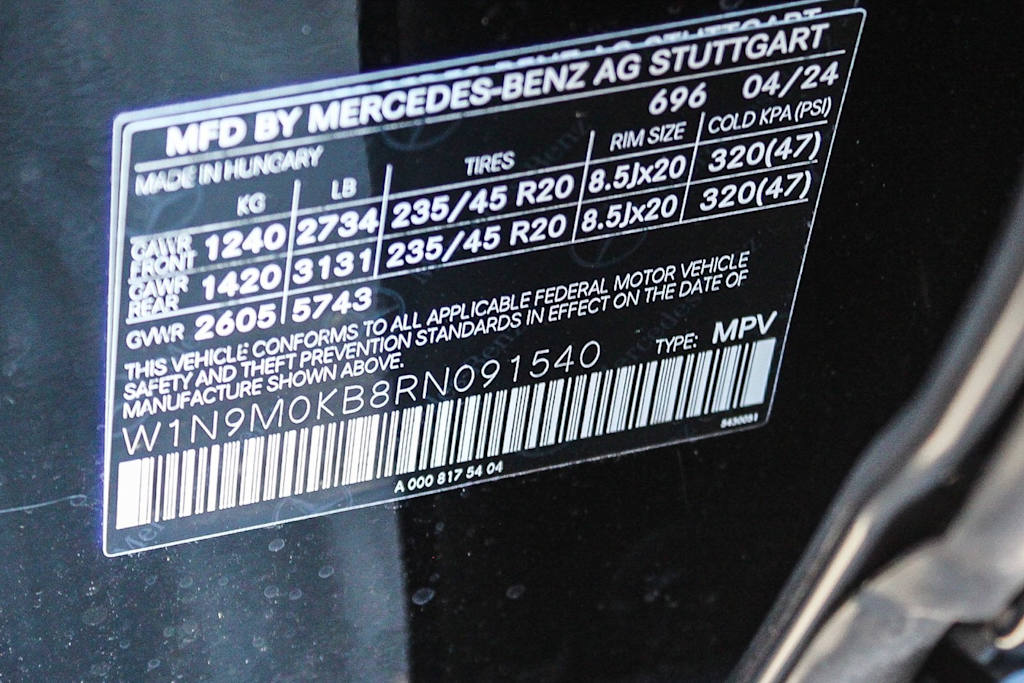 MFD BY MERCEDES-BENZ AG STUTTGART
MADE IN HUNGARY 696 04/24
KG LB TIRES RIM SIZE COLD KPA (PSI)
GAWR FRONT 1240 2734 235/45 R20 8.5Jx20 320(47)
GAWR REAR 1420 3131 235/45 R20 8.5Jx20 320(47)
GVWR 2605 5743
THIS VEHICLE CONFORMS TO ALL APPLICABLE FEDERAL MOTOR VEHICLE
SAFETY AND THEFT PREVENTION STANDARDS IN EFFECT ON THE DATE OF
MANUFACTURE SHOWN ABOVE.
W1N9M0KB8RN091540 TYPE: MPV
A 000 817 54 04